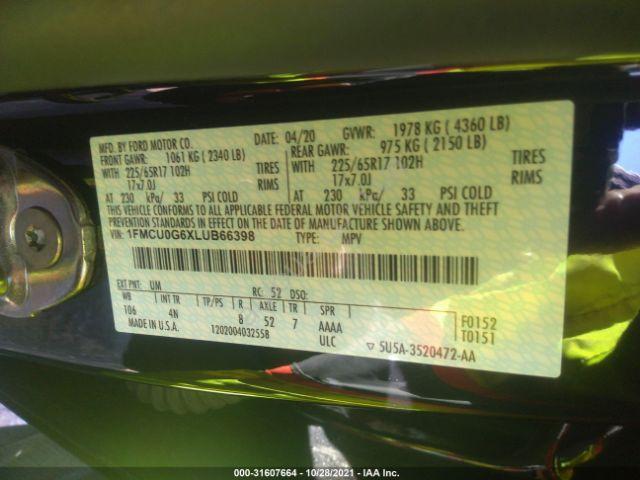 MFG. BY FORD MOTOR CO. DATE: 04/20 GVWR: 1978 KG ( 4360 LB)
FRONT GAWR: 1061 KG ( 2340 LB) REAR GAWR: 975 KG ( 2150 LB)
WITH 225/65R17 102H TIRES WITH 225/65R17 102H TIRES
17x7.0J RIMS 17x7.0J RIMS
AT 230 kPa/ 33 PSI COLD AT 230 kPa/ 33 PSI COLD
THIS VEHICLE CONFORMS TO ALL APPLICABLE FEDERAL MOTOR VEHICLE SAFETY AND THEFT
PREVENTION STANDARDS IN EFFECT ON THE DATE OF MANUFACTURE SHOWN ABOVE.
VIN: 1FMCU0G6XLUB66398 TYPE: MPV
EXT PNT: UM RC: 52 DSO:
WB INT TR TP/PS R AXLE TR SPR
106 4N B 52 7 AAAA F0152
MADE IN U.S.A. 12020040325SB ULC T0151
▽ 5U5A-3520472-AA
000-31607664 | 10/28/2021 - IAA Inc.